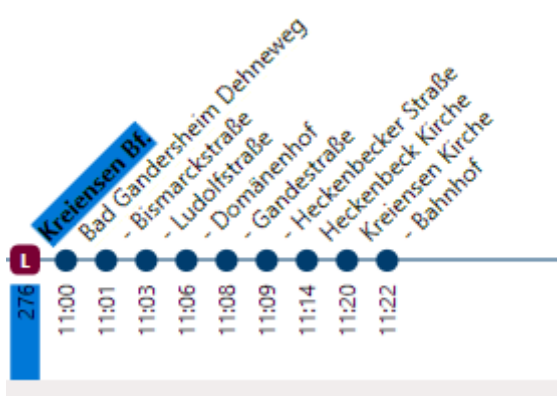 Kreiensen Bf.
Bad Gandersheim Dehneweg
- Bismarckstraße
- Ludolfstraße
- Domänenhof
- Gandestraße
- Heckenbecker Straße
Heckenbeck Kirche
Kreiensen Kirche
- Bahnhof
L
276
11:00
11:01
11:03
11:06
11:08
11:09
11:14
11:20
11:22